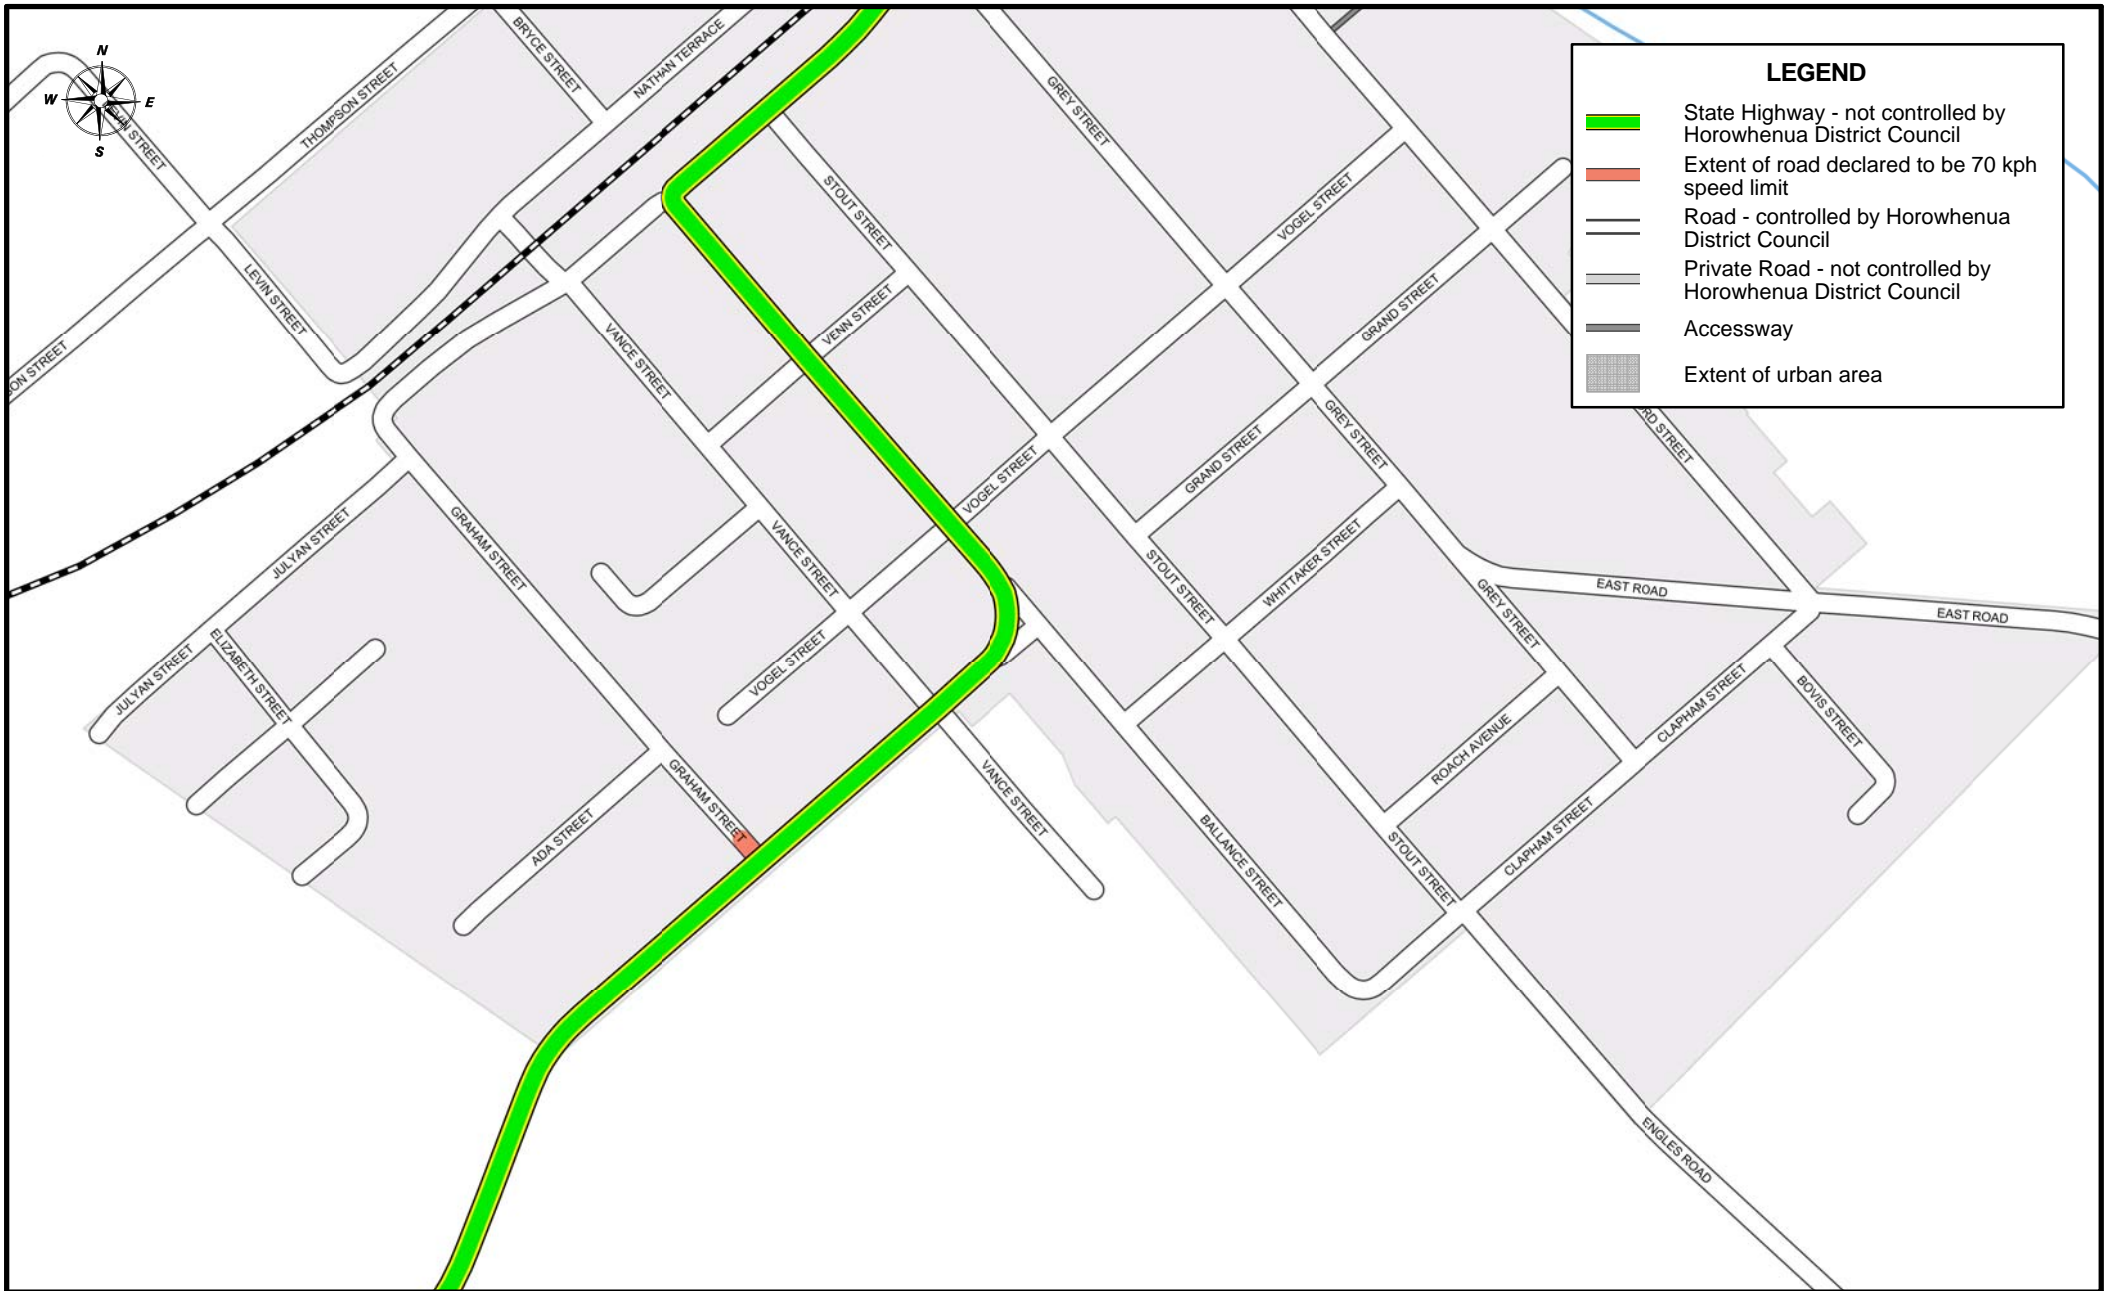 N
W
E
S
BRYCE STREET
NATHAN TERRACE
THOMPSON STREET
GREY STREET
STOUT STREET
VOGEL STREET
LEVIN STREET
VENN STREET
GRAND STREET
VANCE STREET
GREY STREET
GRAND STREET
VOGEL STREET
JULYAN STREET
GRAHAM STREET
VANCE STREET
WHITTAKER STREET
STOUT STREET
EAST ROAD
GREY STREET
EAST ROAD
ELIZABETH STREET
JULYAN STREET
VOGEL STREET
CLAPHAM STREET
BOVIS STREET
ROACH AVENUE
GRAHAM STREET
VANCE STREET
ADA STREET
BALLANCE STREET
CLAPHAM STREET
STOUT STREET
ENGLES ROAD
LEGEND
State Highway - not controlled by
Horowhenua District Council
Extent of road declared to be 70 kph
speed limit
Road - controlled by Horowhenua
District Council
Private Road - not controlled by
Horowhenua District Council
Accessway
Extent of urban area